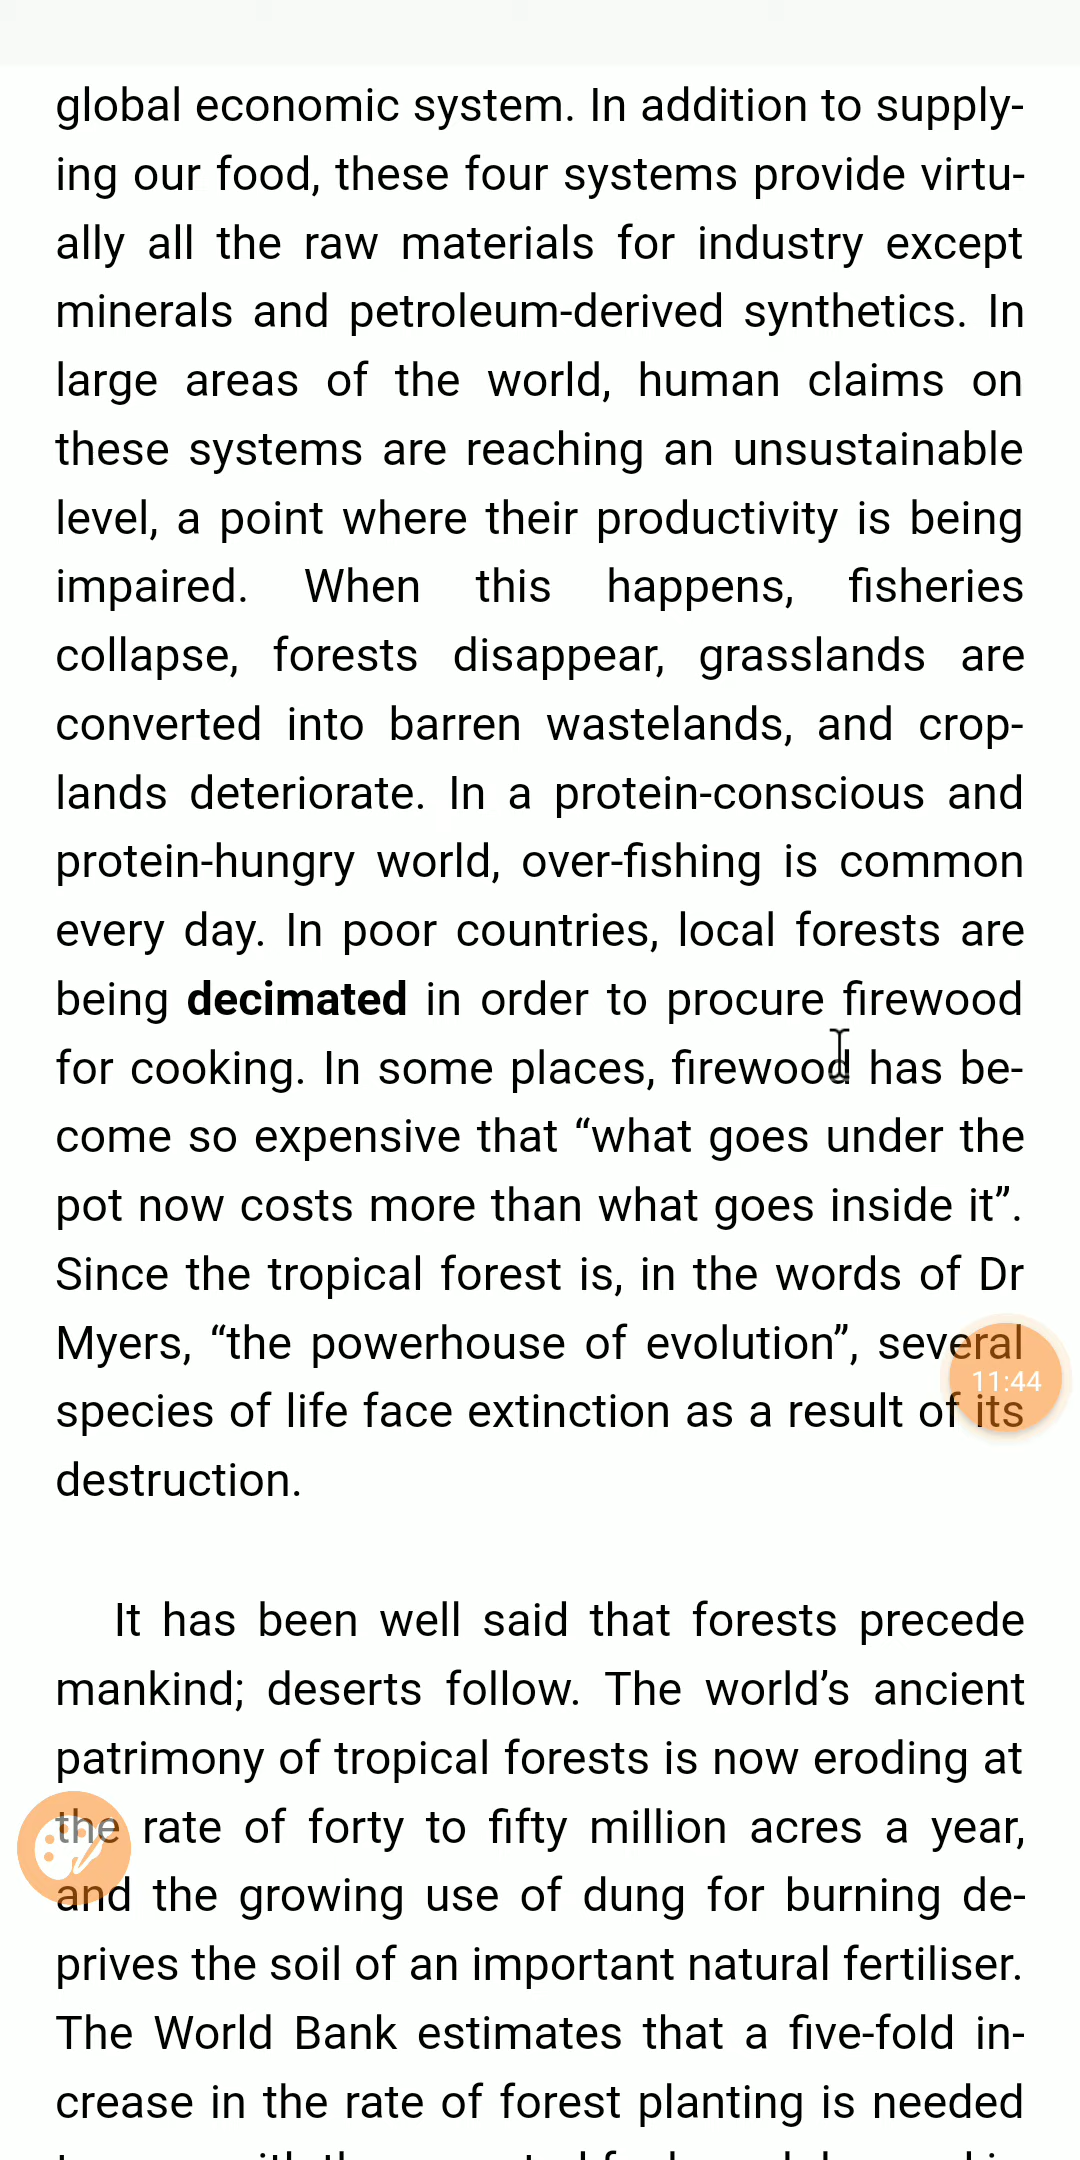 global economic system. In addition to supply-
ing our food, these four systems provide virtu-
ally all the raw materials for industry except
minerals and petroleum-derived synthetics. In
large areas of the world, human claims on
these systems are reaching an unsustainable
level, a point where their productivity is being
impaired. When this happens, fisheries
collapse, forests disappear, grasslands are
converted into barren wastelands, and crop-
lands deteriorate. In a protein-conscious and
protein-hungry world, over-fishing is common
every day. In poor countries, local forests are
being decimated in order to procure firewood
for cooking. In some places, firewood has be-
come so expensive that “what goes under the
pot now costs more than what goes inside it”.
Since the tropical forest is, in the words of Dr
Myers, “the powerhouse of evolution”, several
11:44
species of life face extinction as a result of its
destruction.
It has been well said that forests precede
mankind; deserts follow. The world’s ancient
patrimony of tropical forests is now eroding at
the rate of forty to fifty million acres a year,
and the growing use of dung for burning de-
prives the soil of an important natural fertiliser.
The World Bank estimates that a five-fold in-
crease in the rate of forest planting is needed